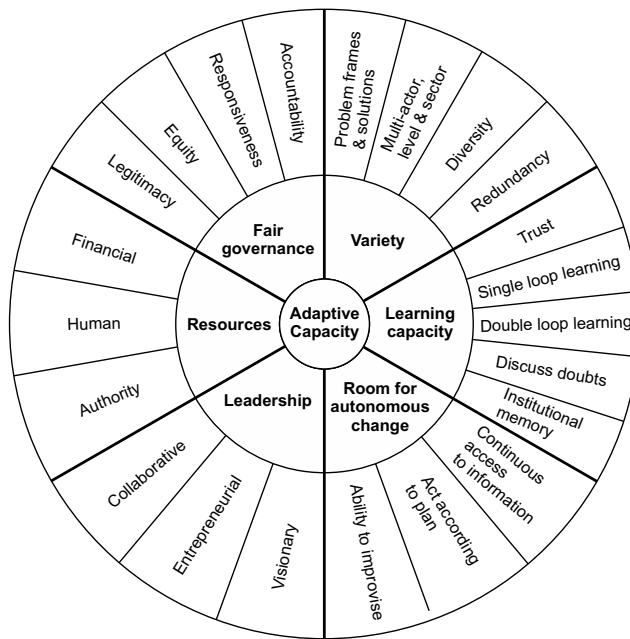 Adaptive
Capacity
Fair
governance
Variety
Learning
capacity
Room for
autonomous
change
Leadership
Resources
Legitimacy
Equity
Responsiveness
Accountability
Problem frames
& solutions
Multi-actor,
level & sector
Diversity
Redundancy
Trust
Single loop learning
Double loop learning
Discuss doubts
Institutional
memory
Continuous
access
to information
Act according
to plan
Ability to improvise
Visionary
Entrepreneurial
Collaborative
Authority
Human
Financial